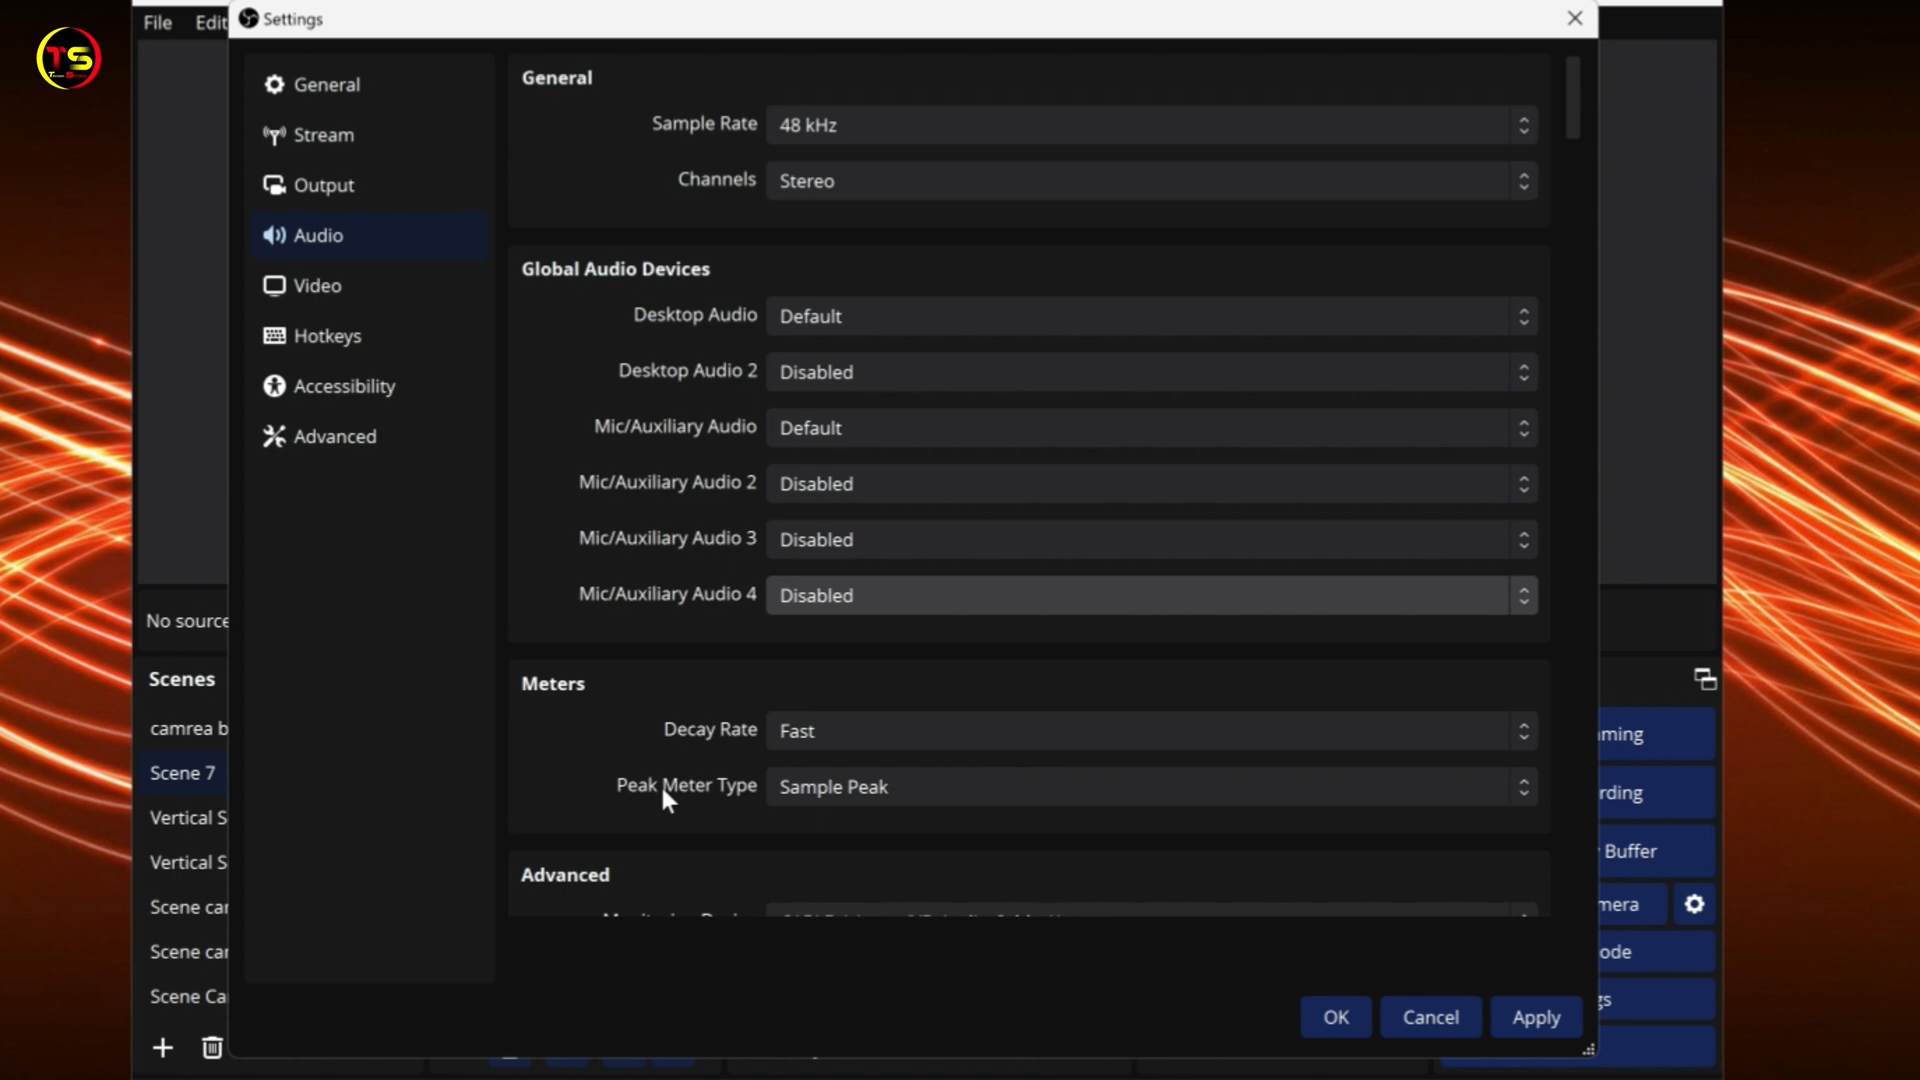 TS
File Edit
Settings
General
Stream
Output
Audio
Video
Hotkeys
Accessibility
Advanced
General
Sample Rate 48 kHz
Channels Stereo
Global Audio Devices
Desktop Audio Default
Desktop Audio 2 Disabled
Mic/Auxiliary Audio Default
Mic/Auxiliary Audio 2 Disabled
Mic/Auxiliary Audio 3 Disabled
Mic/Auxiliary Audio 4 Disabled
Meters
Decay Rate Fast
Peak Meter Type Sample Peak
Advanced
OK Cancel Apply
No source
Scenes
camrea b
Scene 7
Vertical S
Vertical S
Scene car
Scene car
Scene Ca
ming
rding
Buffer
mera
ode
gs